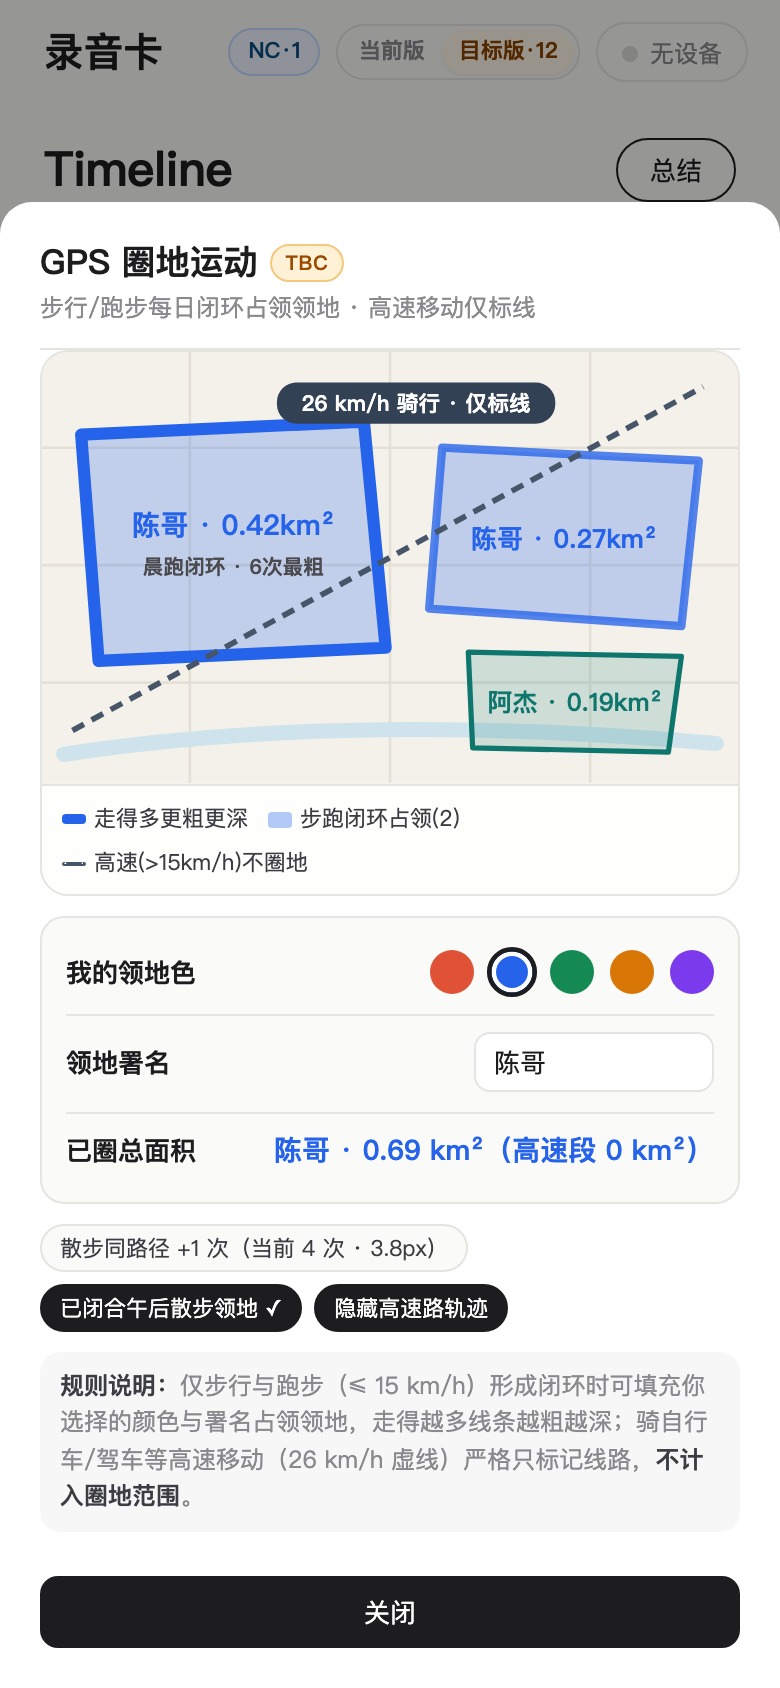 录音卡
NC·1
当前版
目标版·12
无设备
Timeline
总结
GPS 圈地运动
TBC
步行/跑步每日闭环占领领地 · 高速移动仅标线
26 km/h 骑行 · 仅标线
陈哥 · 0.42km²
晨跑闭环 · 6次最粗
陈哥 · 0.27km²
阿杰 · 0.19km²
走得多更粗更深
步跑闭环占领(2)
高速(>15km/h)不圈地
我的领地色
领地署名
陈哥
已圈总面积
陈哥 · 0.69 km²（高速段 0 km²）
散步同路径 +1 次（当前 4 次 · 3.8px）
已闭合午后散步领地 ✓
隐藏高速路轨迹
规则说明：仅步行与跑步（≤ 15 km/h）形成闭环时可填充你
选择的颜色与署名占领领地，走得越多线条越粗越深；骑自行
车/驾车等高速移动（26 km/h 虚线）严格只标记线路，不计
入圈地范围。
关闭